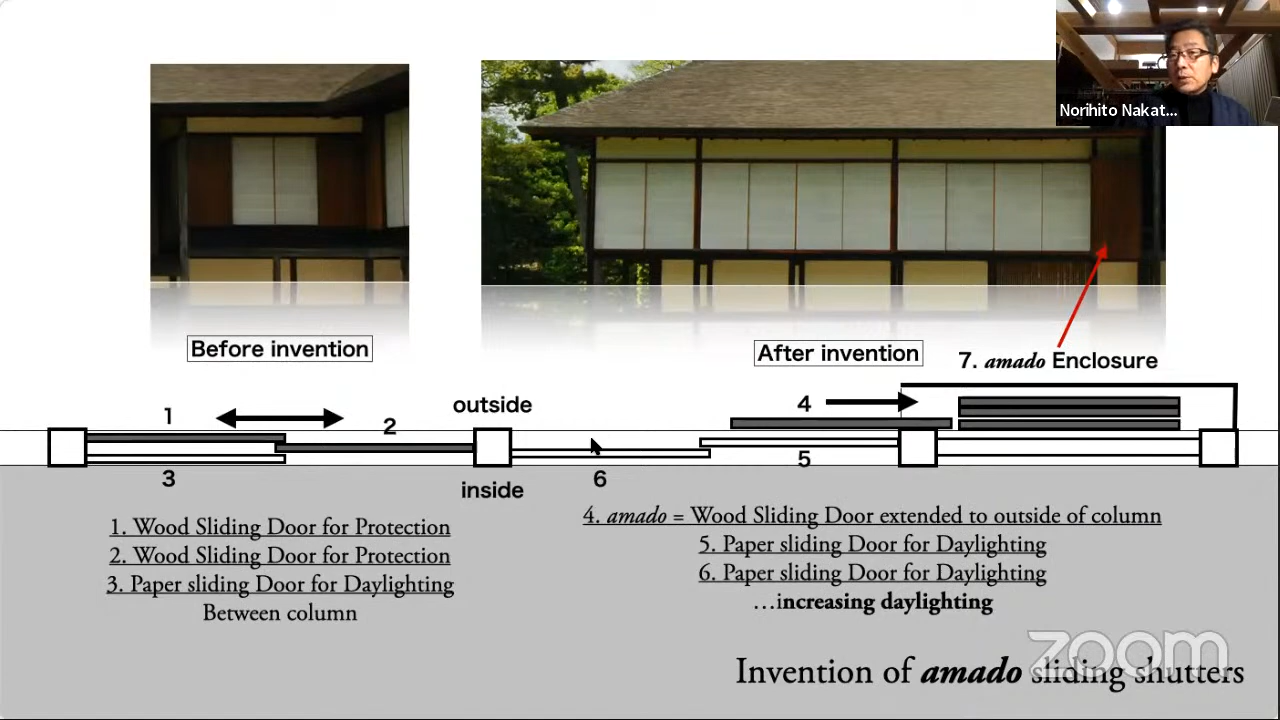 Norihito Nakat...
Before invention
After invention
7. amado Enclosure
1
2
3
outside
inside
4
5
6
1. Wood Sliding Door for Protection
2. Wood Sliding Door for Protection
3. Paper sliding Door for Daylighting
Between column
4. amado = Wood Sliding Door extended to outside of column
5. Paper sliding Door for Daylighting
6. Paper sliding Door for Daylighting
…increasing daylighting
zoom
Invention of amado sliding shutters